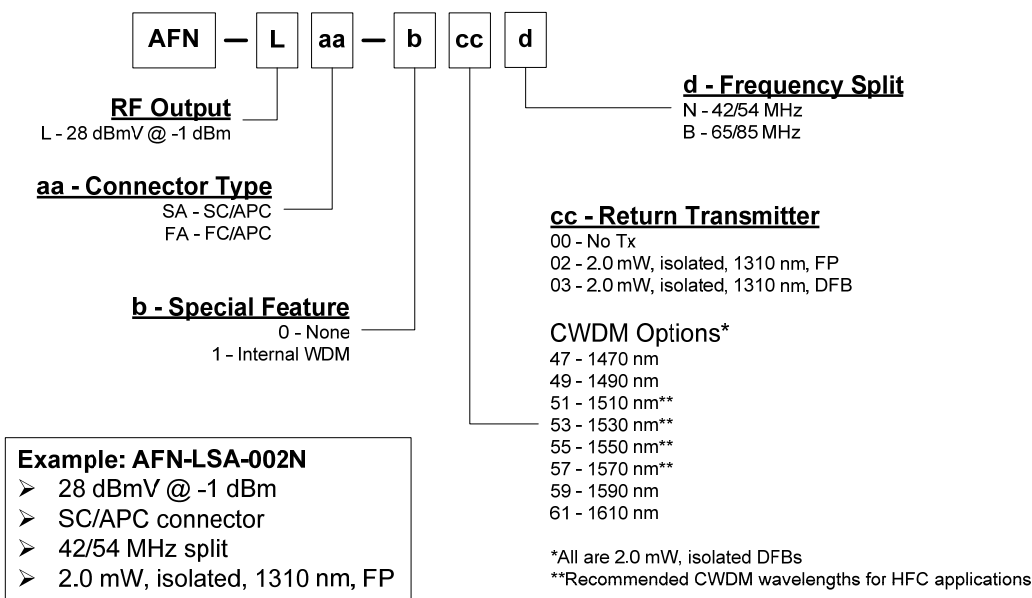 AFN – L aa – b cc d
RF Output
L - 28 dBmV @ -1 dBm
aa - Connector Type
SA - SC/APC
FA - FC/APC
b - Special Feature
0 - None
1 - Internal WDM
d - Frequency Split
N - 42/54 MHz
B - 65/85 MHz
cc - Return Transmitter
00 - No Tx
02 - 2.0 mW, isolated, 1310 nm, FP
03 - 2.0 mW, isolated, 1310 nm, DFB
CWDM Options*
47 - 1470 nm
49 - 1490 nm
51 - 1510 nm**
53 - 1530 nm**
55 - 1550 nm**
57 - 1570 nm**
59 - 1590 nm
61 - 1610 nm
*All are 2.0 mW, isolated DFBs
**Recommended CWDM wavelengths for HFC applications
Example: AFN-LSA-002N
➢ 28 dBmV @ -1 dBm
➢ SC/APC connector
➢ 42/54 MHz split
➢ 2.0 mW, isolated, 1310 nm, FP